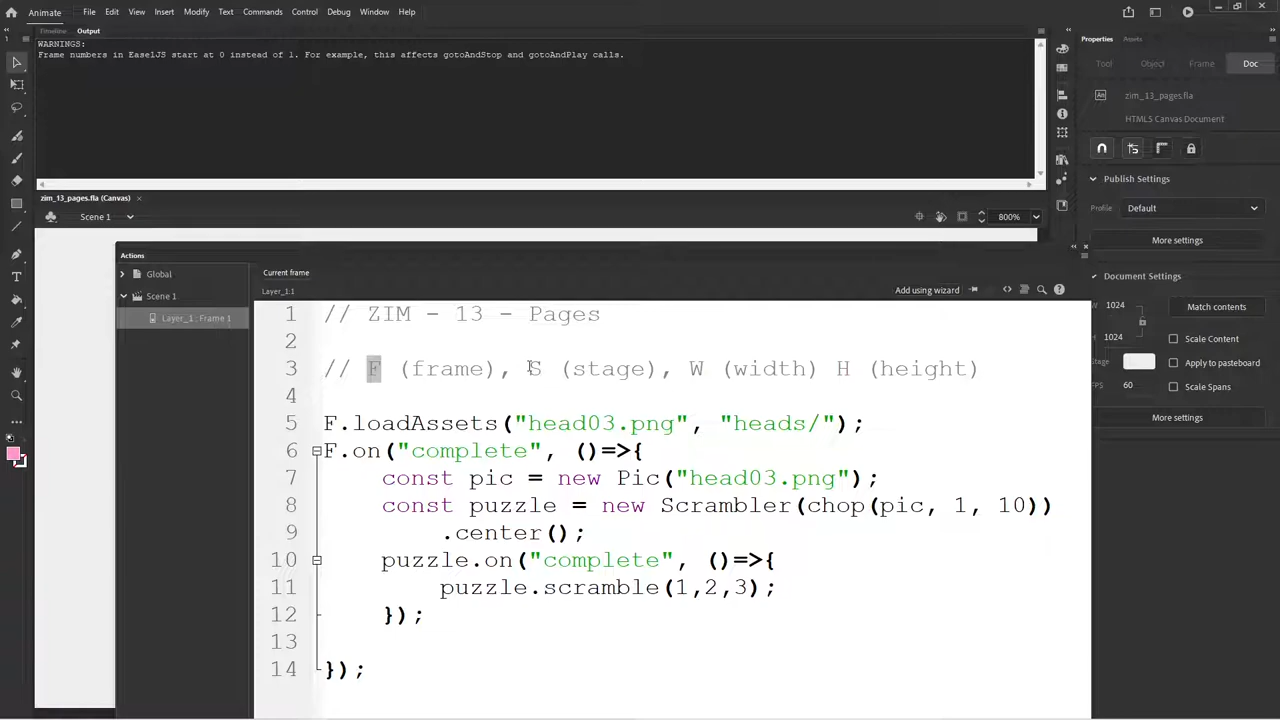 Animate File Edit View Insert Modify Text Commands Control Debug Window Help
Timeline Output
WARNINGS:
Frame numbers in EaselJS start at 0 instead of 1. For example, this affects gotoAndStop and gotoAndPlay calls.
zim_13_pages.fla (Canvas) ×
Scene 1
800%
Actions
Global
Scene 1
Layer_1 : Frame 1
Current frame
Layer_1:1
Add using wizard
1 // ZIM - 13 - Pages
2
3 // F (frame), S (stage), W (width) H (height)
4
5 F.loadAssets("head03.png", "heads/");
6 F.on("complete", ()=>{
7 const pic = new Pic("head03.png");
8 const puzzle = new Scrambler(chop(pic, 1, 10))
9 .center();
10 puzzle.on("complete", ()=>{
11 puzzle.scramble(1,2,3);
12 });
13
14 });
Properties Assets
Tool Object Frame Doc
An zim_13_pages.fla
HTML5 Canvas Document
Publish Settings
Profile Default
More settings
Document Settings
W 1024
Match contents
H 1024
Scale Content
Stage
Apply to pasteboard
FPS 60
Scale Spans
More settings